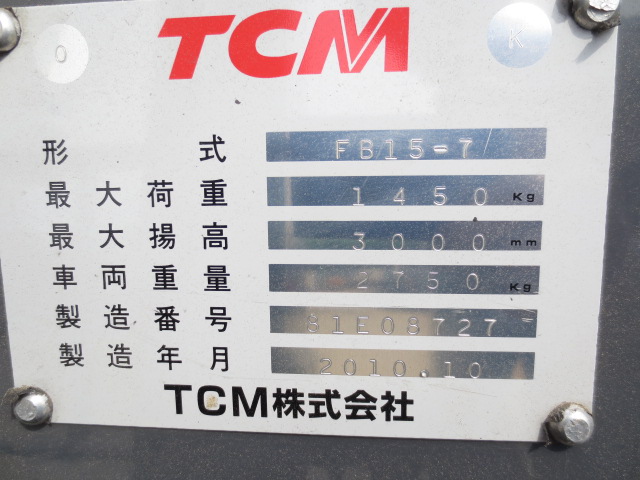 O TCM K
形式 FB15-7
最大荷重 1450 Kg
最大揚高 3000 mm
車両重量 2750 Kg
製造番号 81E08727
製造年月 2010.10
TCM株式会社